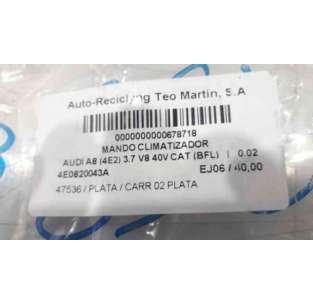 Auto-Reciclyng Teo Martin, S.A
0000000000678718
MANDO CLIMATIZADOR
AUDI A8 (4E2) 3.7 V8 40V CAT (BFL) | 0.02
4E0820043A EJ06 / 40,00
47536 / PLATA / CARR 02 PLATA